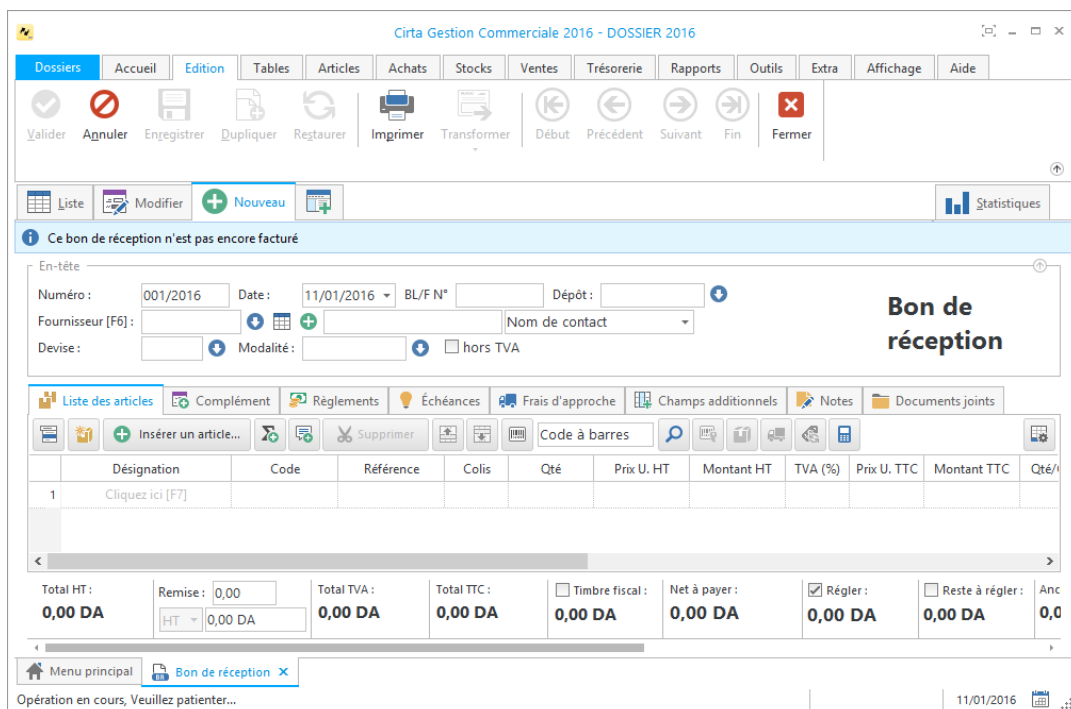 Cirta Gestion Commerciale 2016 - DOSSIER 2016
Dossiers Accueil Edition Tables Articles Achats Stocks Ventes Trésorerie Rapports Outils Extra Affichage Aide
Valider Annuler Enregistrer Dupliquer Restaurer Imprimer Transformer Début Précédent Suivant Fin Fermer
Liste Modifier Nouveau Statistiques
Ce bon de réception n'est pas encore facturé
En-tête
Numéro : 001/2016 Date : 11/01/2016 BL/F N° Dépôt :
Fournisseur [F6] : Nom de contact
Devise : Modalité : hors TVA
Bon de
réception
Liste des articles Complément Règlements Échéances Frais d'approche Champs additionnels Notes Documents joints
Insérer un article... Supprimer Code à barres
Désignation Code Référence Colis Qté Prix U. HT Montant HT TVA (%) Prix U. TTC Montant TTC Qté/
1 Cliquez ici [F7]
Total HT : Remise : 0,00 Total TVA : Total TTC : Timbre fiscal : Net à payer : Régler : Reste à régler : Anc
0,00 DA HT 0,00 DA 0,00 DA 0,00 DA 0,00 DA 0,00 DA 0,00 DA 0,00 DA 0,0
Menu principal Bon de réception
Opération en cours, Veuillez patienter... 11/01/2016